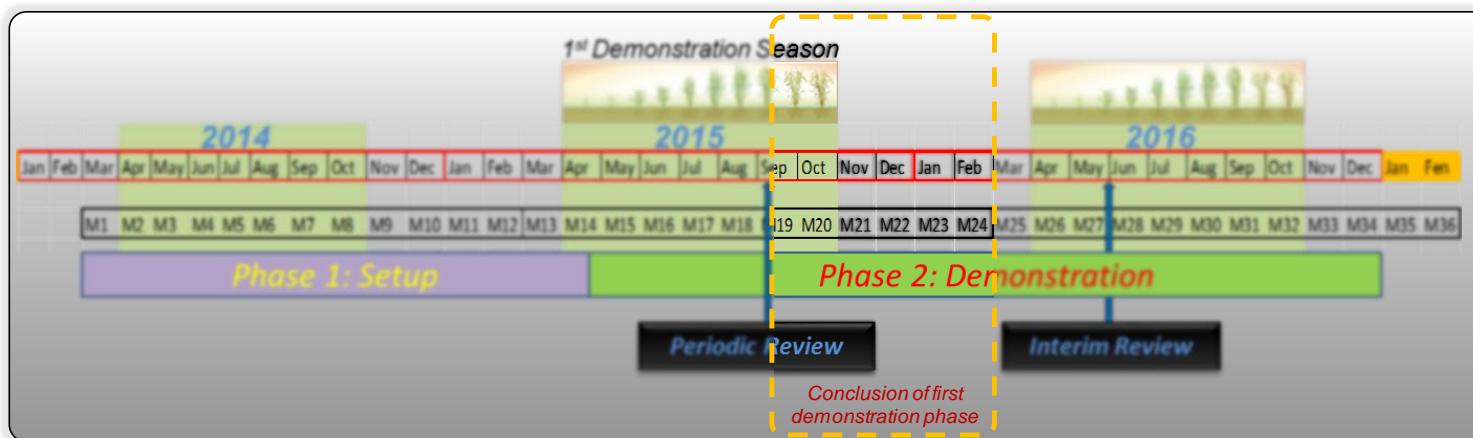 1st Demonstration Season
2014 2015 2016
Jan Feb Mar Apr May Jun Jul Aug Sep Oct Nov Dec Jan Feb Mar Apr May Jun Jul Aug Sep Oct Nov Dec Jan Feb Mar Apr May Jun Jul Aug Sep Oct Nov Dec Jan Fen
M1 M2 M3 M4 M5 M6 M7 M8 M9 M10 M11 M12 M13 M14 M15 M16 M17 M18 M19 M20 M21 M22 M23 M24 M25 M26 M27 M28 M29 M30 M31 M32 M33 M34 M35 M36
Phase 1: Setup Phase 2: Demonstration
Periodic Review Interim Review
Conclusion of first
demonstration phase